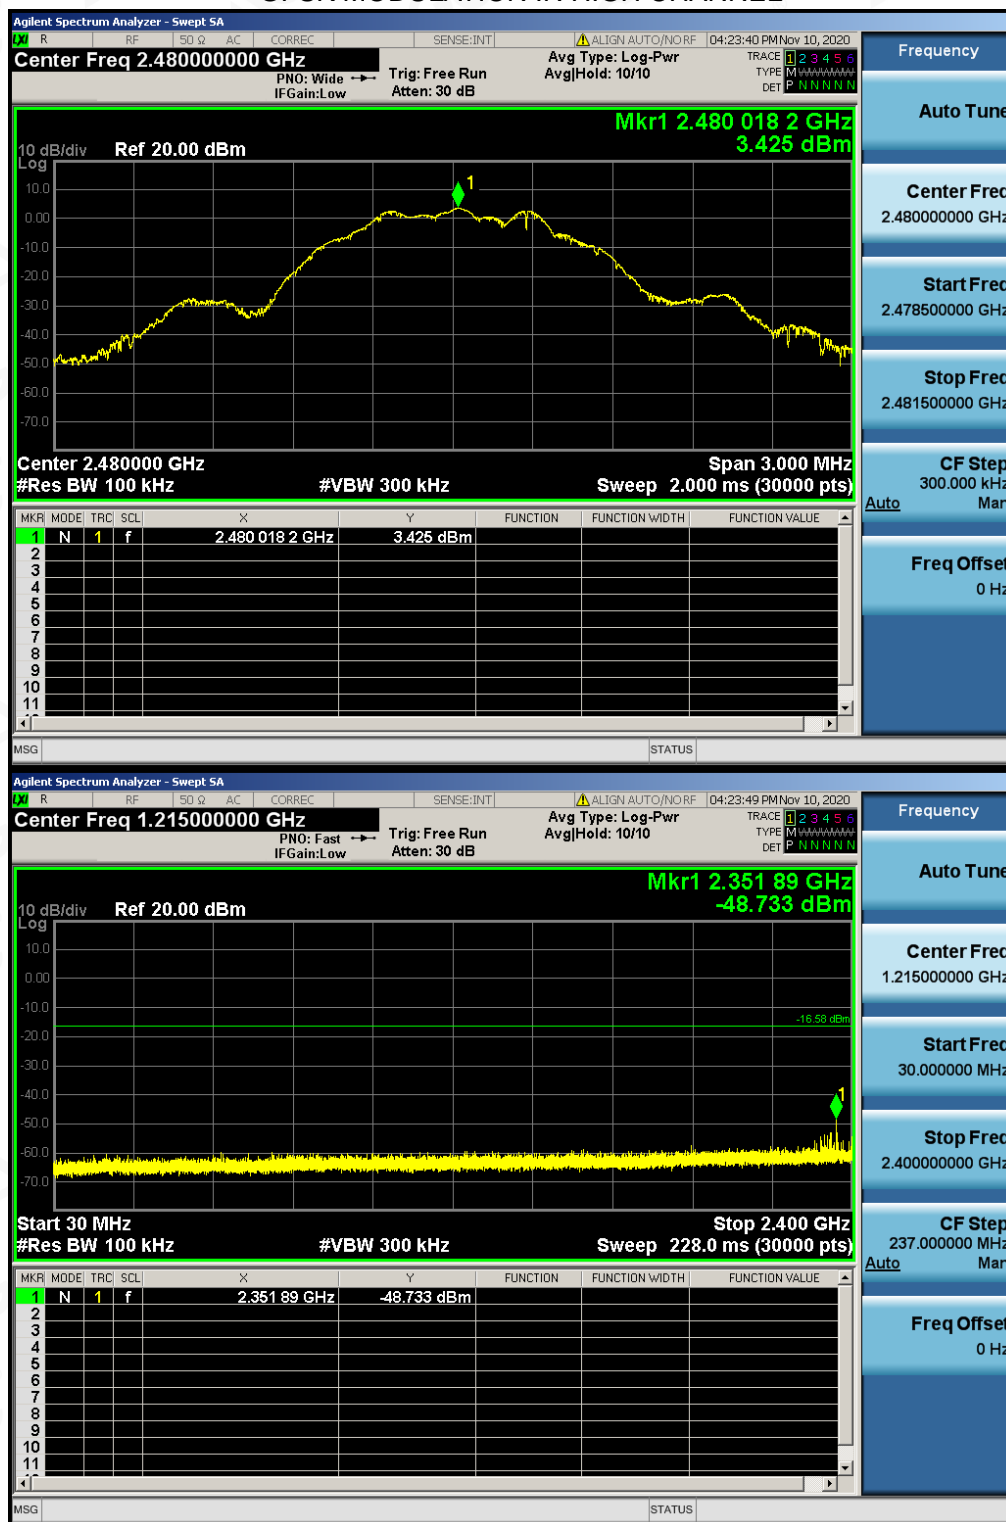 Agilent Spectrum Analyzer - Swept SA
LXI R RF 50 Ω AC CORREC SENSE:INT ALIGN AUTO/NO RF 04:23:40 PM Nov 10, 2020
Center Freq 2.480000000 GHz
PNO: Wide
IFGain:Low
Trig: Free Run
Atten: 30 dB
Avg Type: Log-Pwr
Avg|Hold: 10/10
TRACE 1 2 3 4 5 6
TYPE M
DET P N N N N N
Mkr1 2.480 018 2 GHz
3.425 dBm
10 dB/div
Log
Ref 20.00 dBm
1
10.0
0.00
-10.0
-20.0
-30.0
-40.0
-50.0
-60.0
-70.0
Center 2.480000 GHz Span 3.000 MHz
#Res BW 100 kHz #VBW 300 kHz Sweep 2.000 ms (30000 pts)
MKR MODE TRC SCL X Y FUNCTION FUNCTION WIDTH FUNCTION VALUE
1 N 1 f 2.480 018 2 GHz 3.425 dBm
2
3
4
5
6
7
8
9
10
11
MSG STATUS
Frequency
Auto Tune
Center Freq
2.480000000 GHz
Start Freq
2.478500000 GHz
Stop Freq
2.481500000 GHz
CF Step
300.000 kHz
Auto Man
Freq Offset
0 Hz
Agilent Spectrum Analyzer - Swept SA
LXI R RF 50 Ω AC CORREC SENSE:INT ALIGN AUTO/NO RF 04:23:49 PM Nov 10, 2020
Center Freq 1.215000000 GHz
PNO: Fast
IFGain:Low
Trig: Free Run
Atten: 30 dB
Avg Type: Log-Pwr
Avg|Hold: 10/10
TRACE 1 2 3 4 5 6
TYPE M
DET P N N N N N
Mkr1 2.351 89 GHz
-48.733 dBm
10 dB/div
Log
Ref 20.00 dBm
10.0
0.00
-10.0
-16.58 dBm
-20.0
-30.0
-40.0
1
-50.0
-60.0
-70.0
Start 30 MHz Stop 2.400 GHz
#Res BW 100 kHz #VBW 300 kHz Sweep 228.0 ms (30000 pts)
MKR MODE TRC SCL X Y FUNCTION FUNCTION WIDTH FUNCTION VALUE
1 N 1 f 2.351 89 GHz -48.733 dBm
2
3
4
5
6
7
8
9
10
11
MSG STATUS
Frequency
Auto Tune
Center Freq
1.215000000 GHz
Start Freq
30.000000 MHz
Stop Freq
2.400000000 GHz
CF Step
237.000000 MHz
Auto Man
Freq Offset
0 Hz